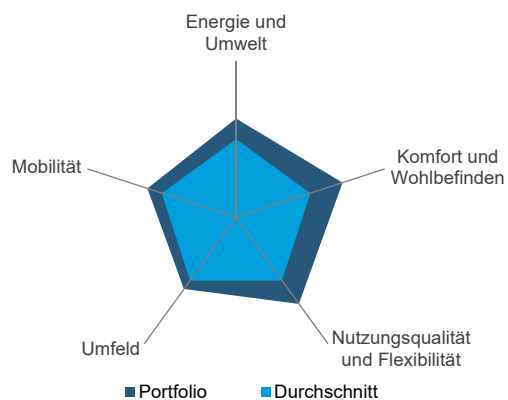 Energie und
Umwelt
Komfort und
Wohlbefinden
Mobilität
Nutzungsqualität
und Flexibilität
Umfeld
Portfolio
Durchschnitt